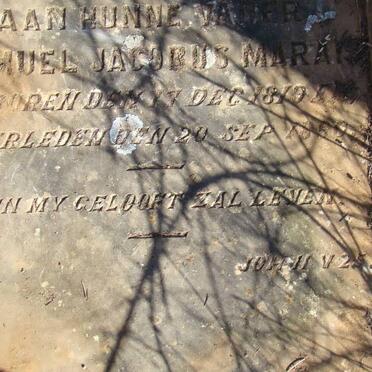 AAN HUNNE VADER
MUEL JACOBUS MARAI
BOREN DEN 17 DEC 1819
ERLEDEN DEN 20 SEP
IN MY GELOOFT ZAL LEVEN
JOH 11 V 25